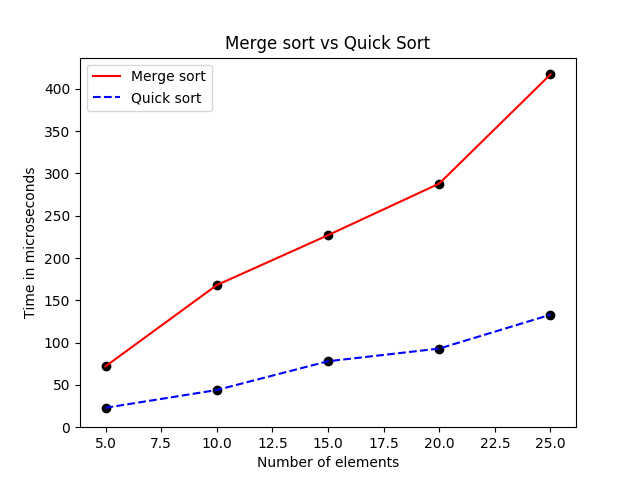 Merge sort vs Quick Sort
Merge sort
Quick sort
Time in microseconds
400
350
300
250
200
150
100
50
0
5.0 7.5 10.0 12.5 15.0 17.5 20.0 22.5 25.0
Number of elements